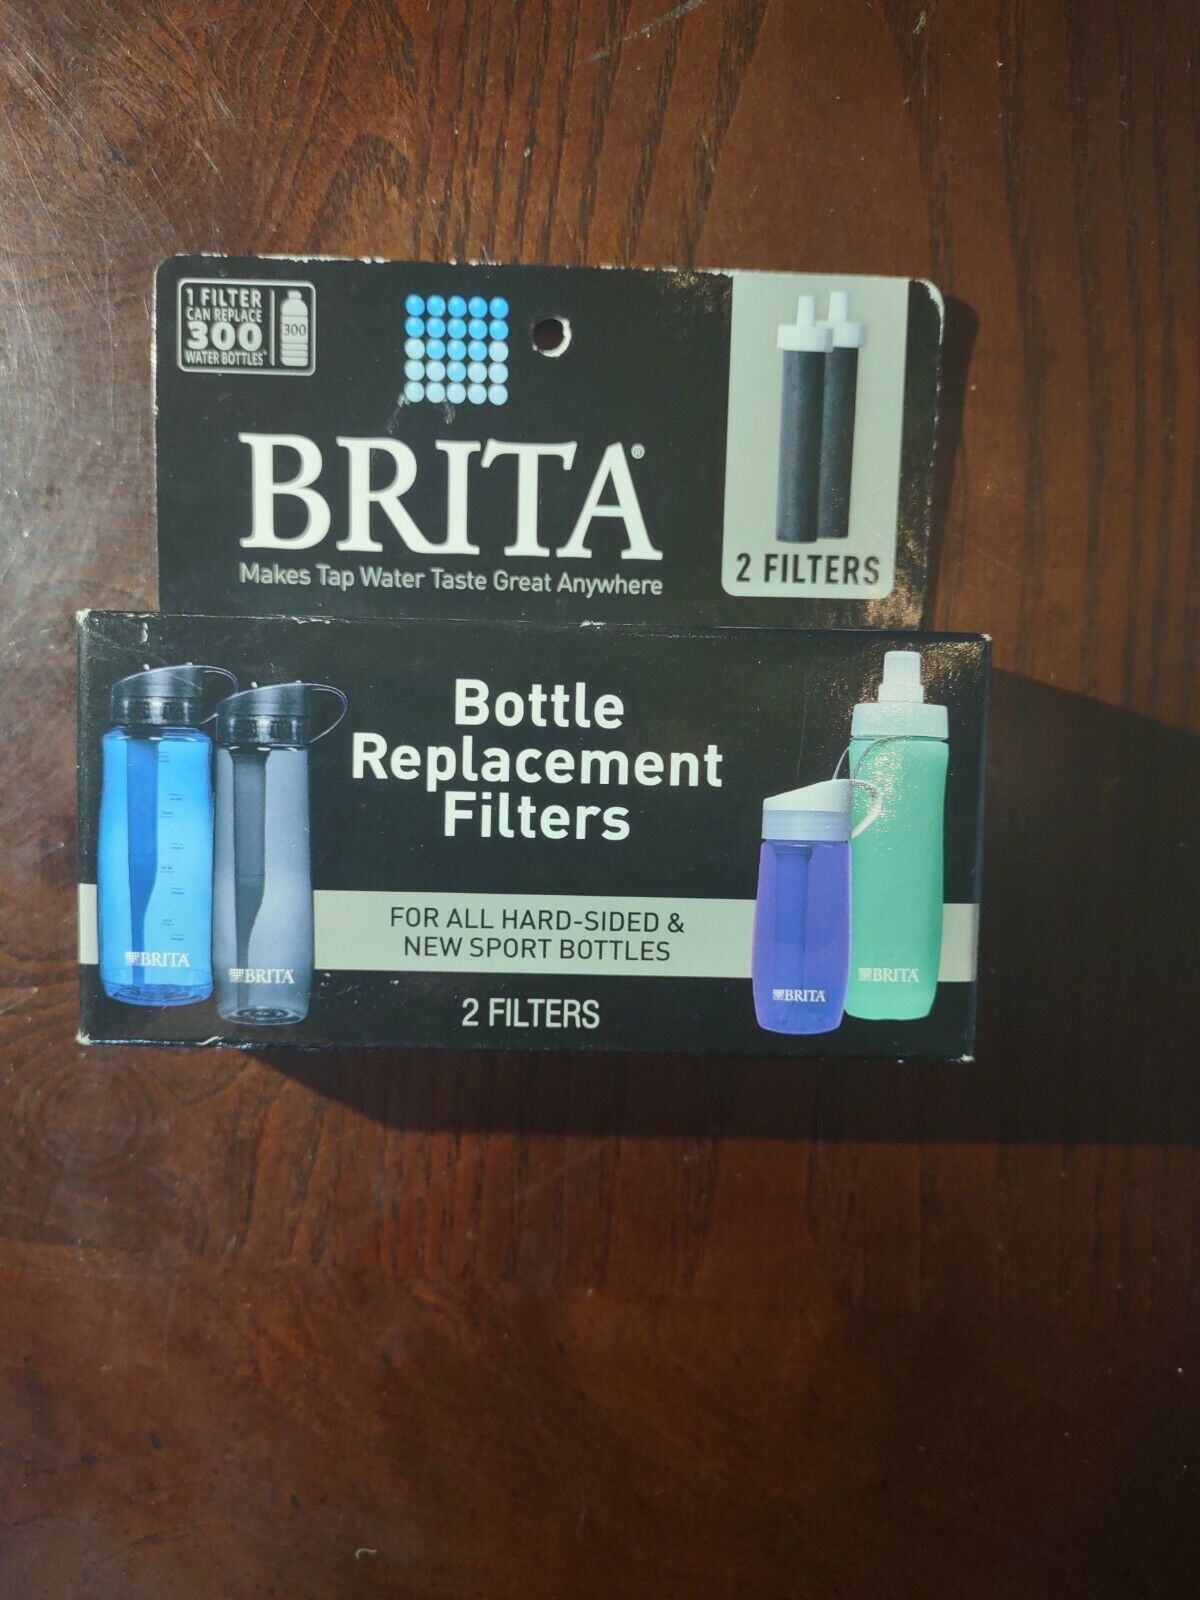 1 FILTER
CAN REPLACE
300
WATER BOTTLES*
300
BRITA®
Makes Tap Water Taste Great Anywhere
2 FILTERS
Bottle
Replacement
Filters
FOR ALL HARD-SIDED &
NEW SPORT BOTTLES
2 FILTERS
BRITA
BRITA
BRITA
BRITA